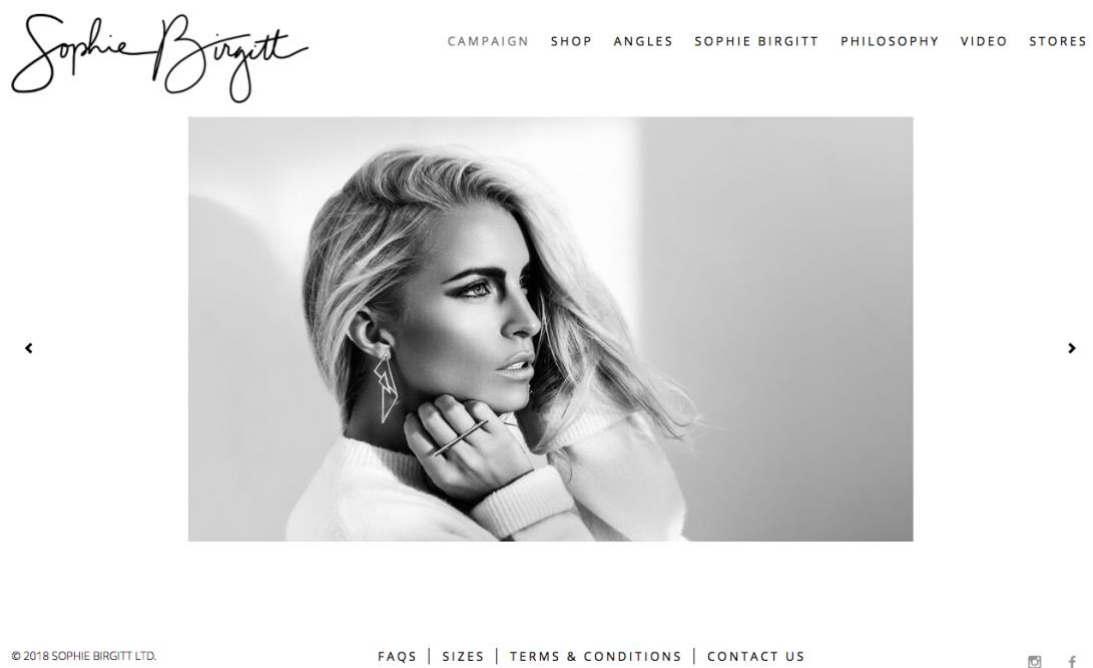 Sophie Birgitt
CAMPAIGN SHOP ANGLES SOPHIE BIRGITT PHILOSOPHY VIDEO STORES
© 2018 SOPHIE BIRGITT LTD.
FAQS | SIZES | TERMS & CONDITIONS | CONTACT US